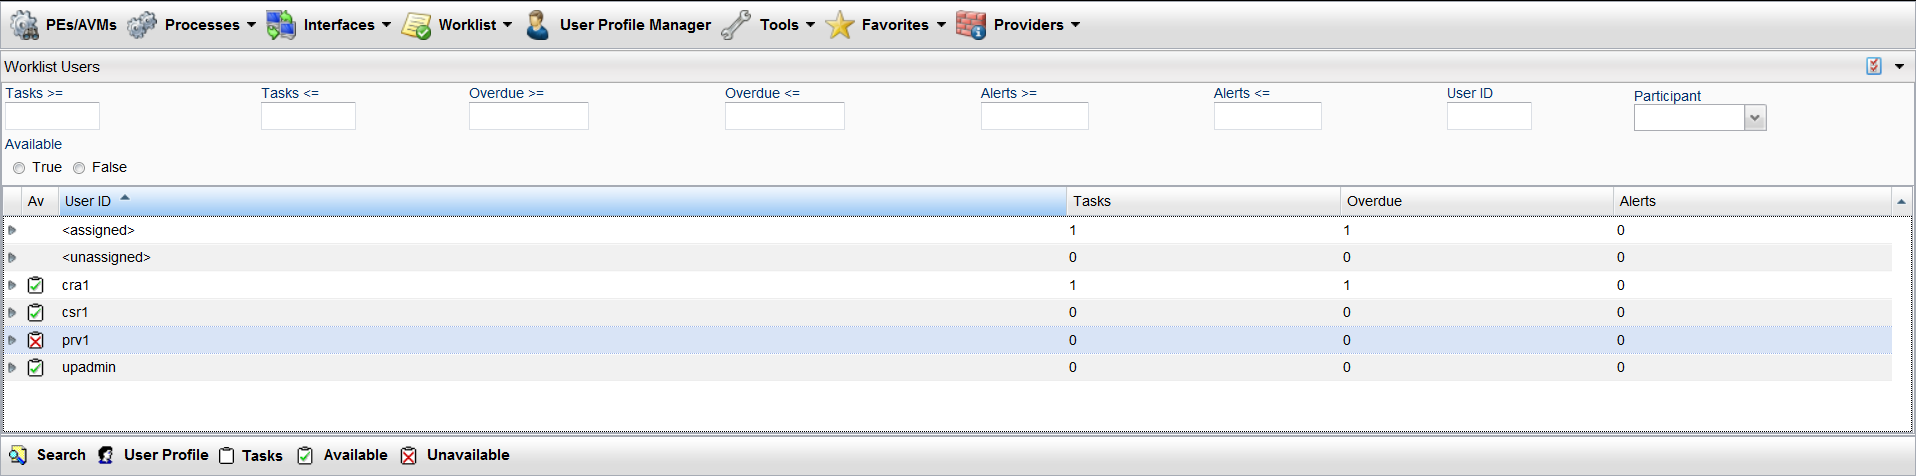 PEs/AVMs Processes Interfaces Worklist User Profile Manager Tools Favorites Providers
Worklist Users
Tasks >= Tasks <= Overdue >= Overdue <= Alerts >= Alerts <= User ID Participant
Available
True False
Av User ID Tasks Overdue Alerts
<assigned> 1 1 0
<unassigned> 0 0 0
cra1 1 1 0
csr1 0 0 0
prv1 0 0 0
upadmin 0 0 0
Search User Profile Tasks Available Unavailable